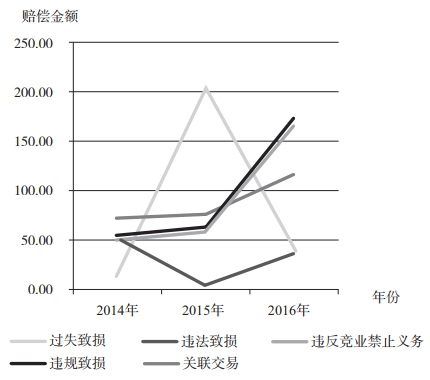 赔偿金额
250.00
200.00
150.00
100.00
50.00
0.00
2014年 2015年 2016年
年份
过失致损 违法致损 违反竞业禁止义务
违规致损 关联交易